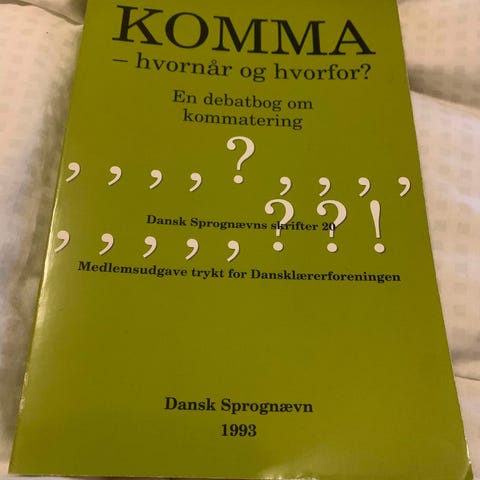 KOMMA
– hvornår og hvorfor?
En debatbog om
kommatering
, , , , ? , , , ,
Dansk Sprognævns skrifter 20
, , , , , , ? ? !
Medlemsudgave trykt for Dansklærerforeningen
Dansk Sprognævn
1993